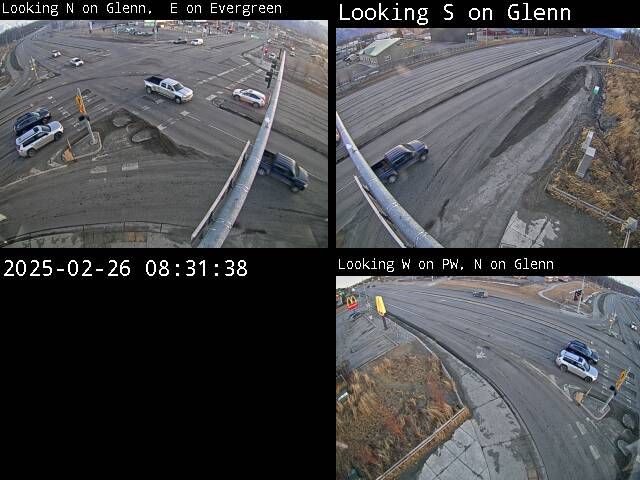 Looking N on Glenn,  E on Evergreen
Looking S on Glenn
2025-02-26 08:31:38
Looking W on PW, N on Glenn